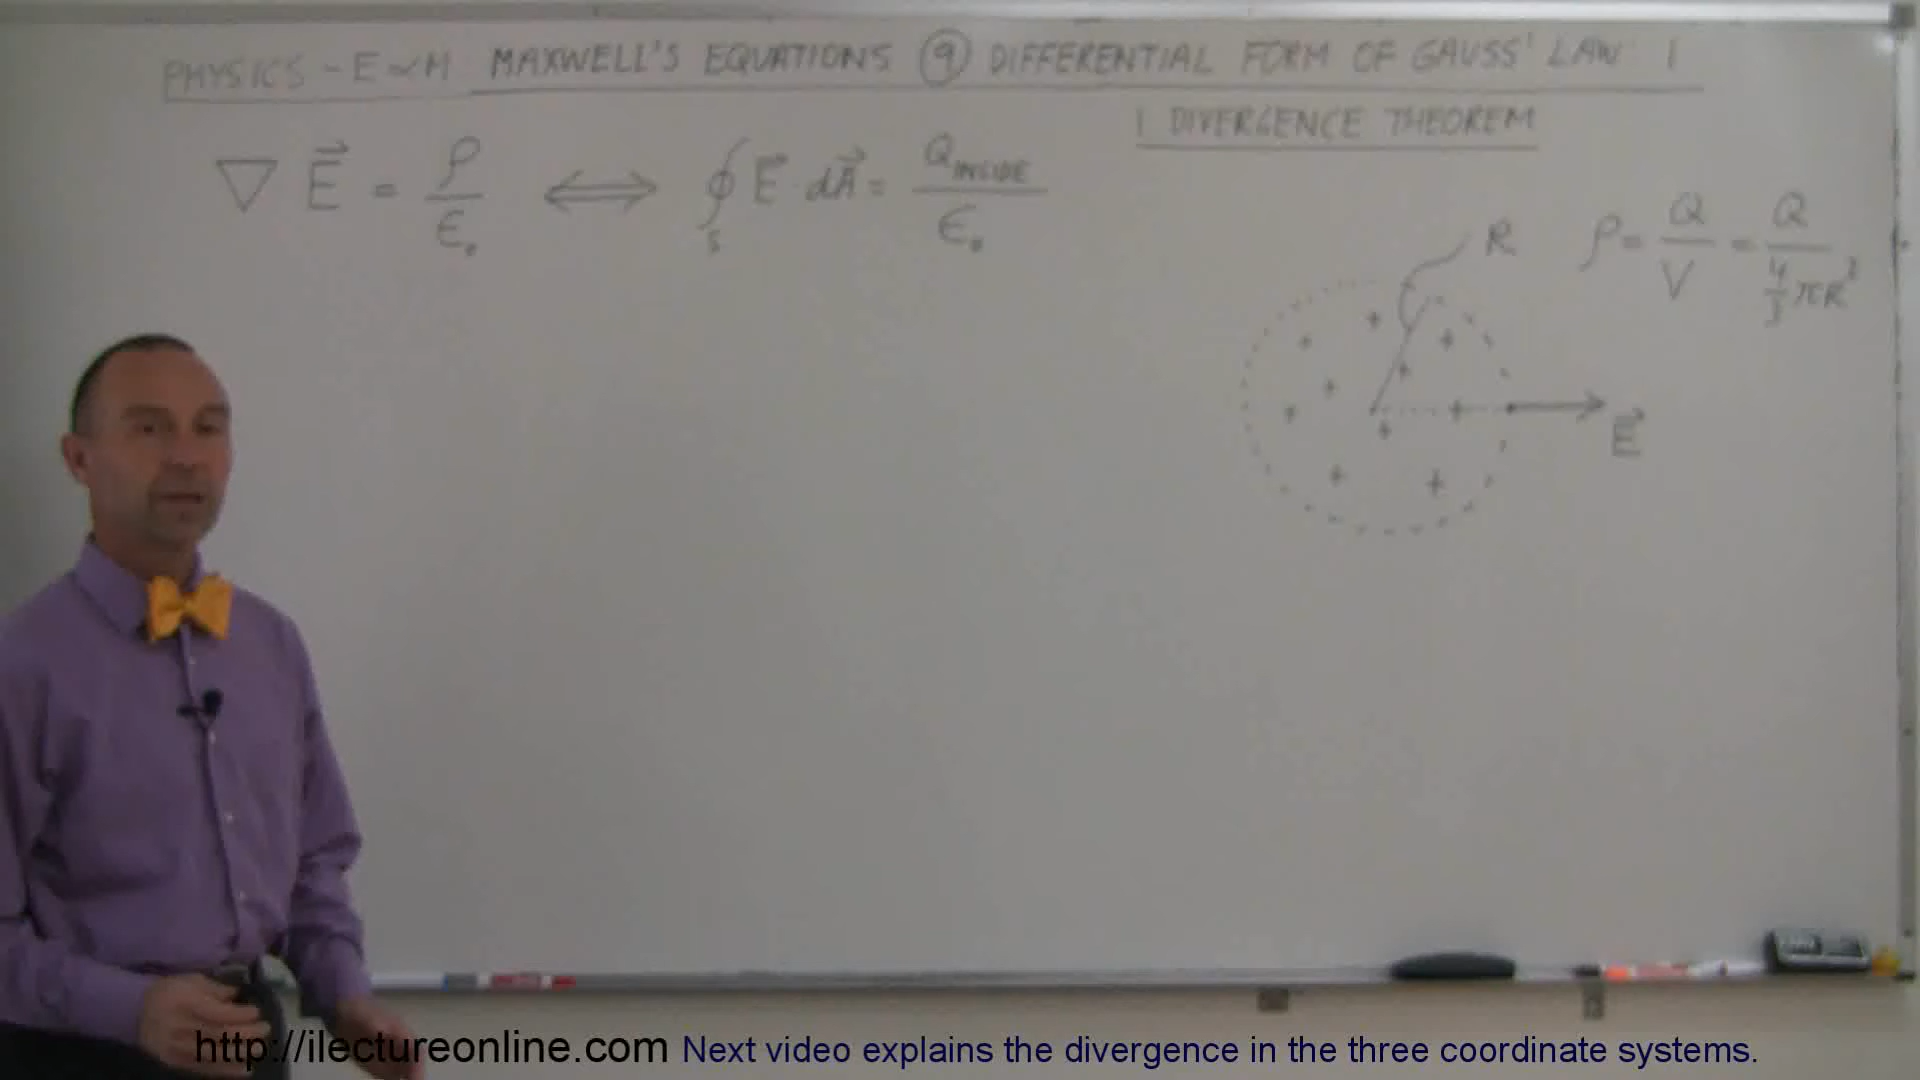 PHYSICS - E & M MAXWELL'S EQUATIONS ⑨ DIFFERENTIAL FORM OF GAUSS' LAW 1
1 DIVERGENCE THEOREM
∇ E⃗ = ρ/ε₀ ⟺ ∮s E⃗ · dA⃗ = Q INSIDE/ε₀
R
ρ = Q/V = Q/(4/3 πR³)
E⃗
http://ilectureonline.com Next video explains the divergence in the three coordinate systems.